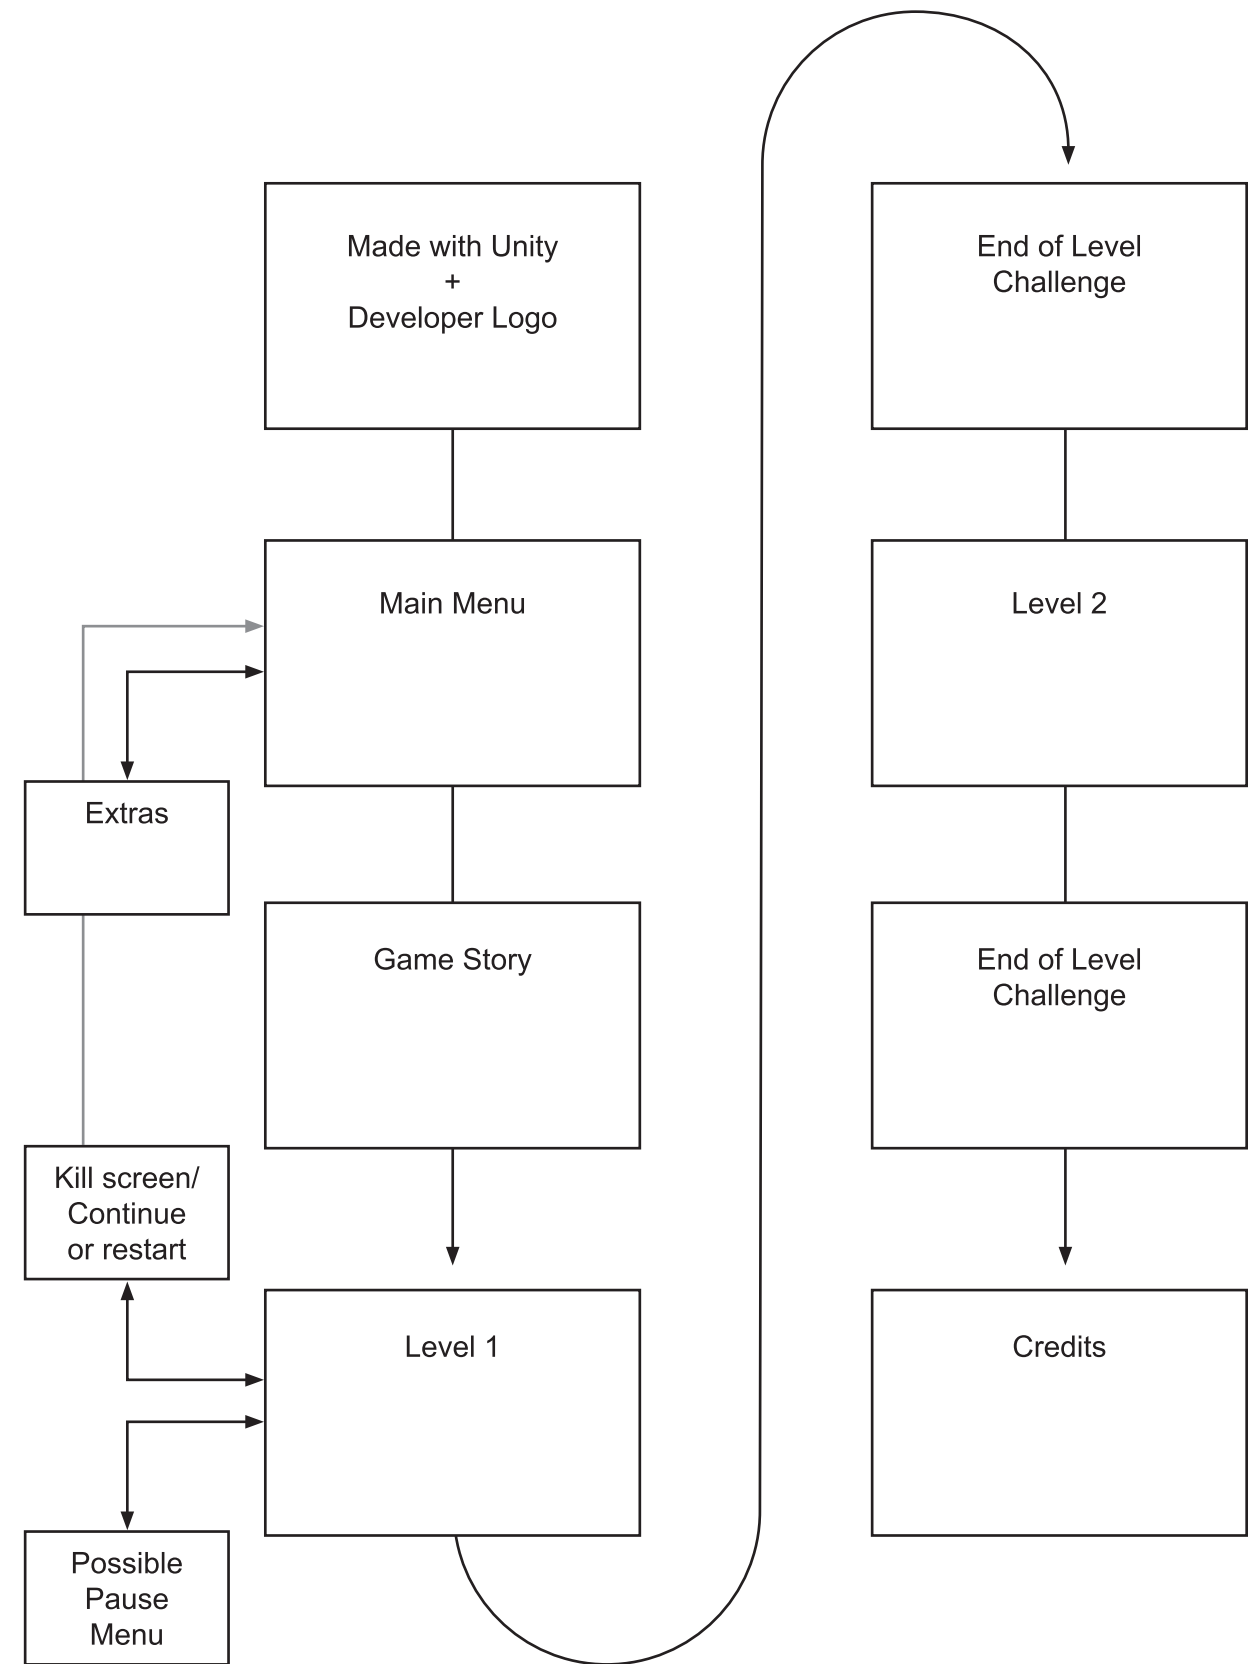 Made with Unity
+
Developer Logo
Main Menu
Extras
Game Story
Kill screen/
Continue
or restart
Level 1
Possible
Pause
Menu
End of Level
Challenge
Level 2
End of Level
Challenge
Credits